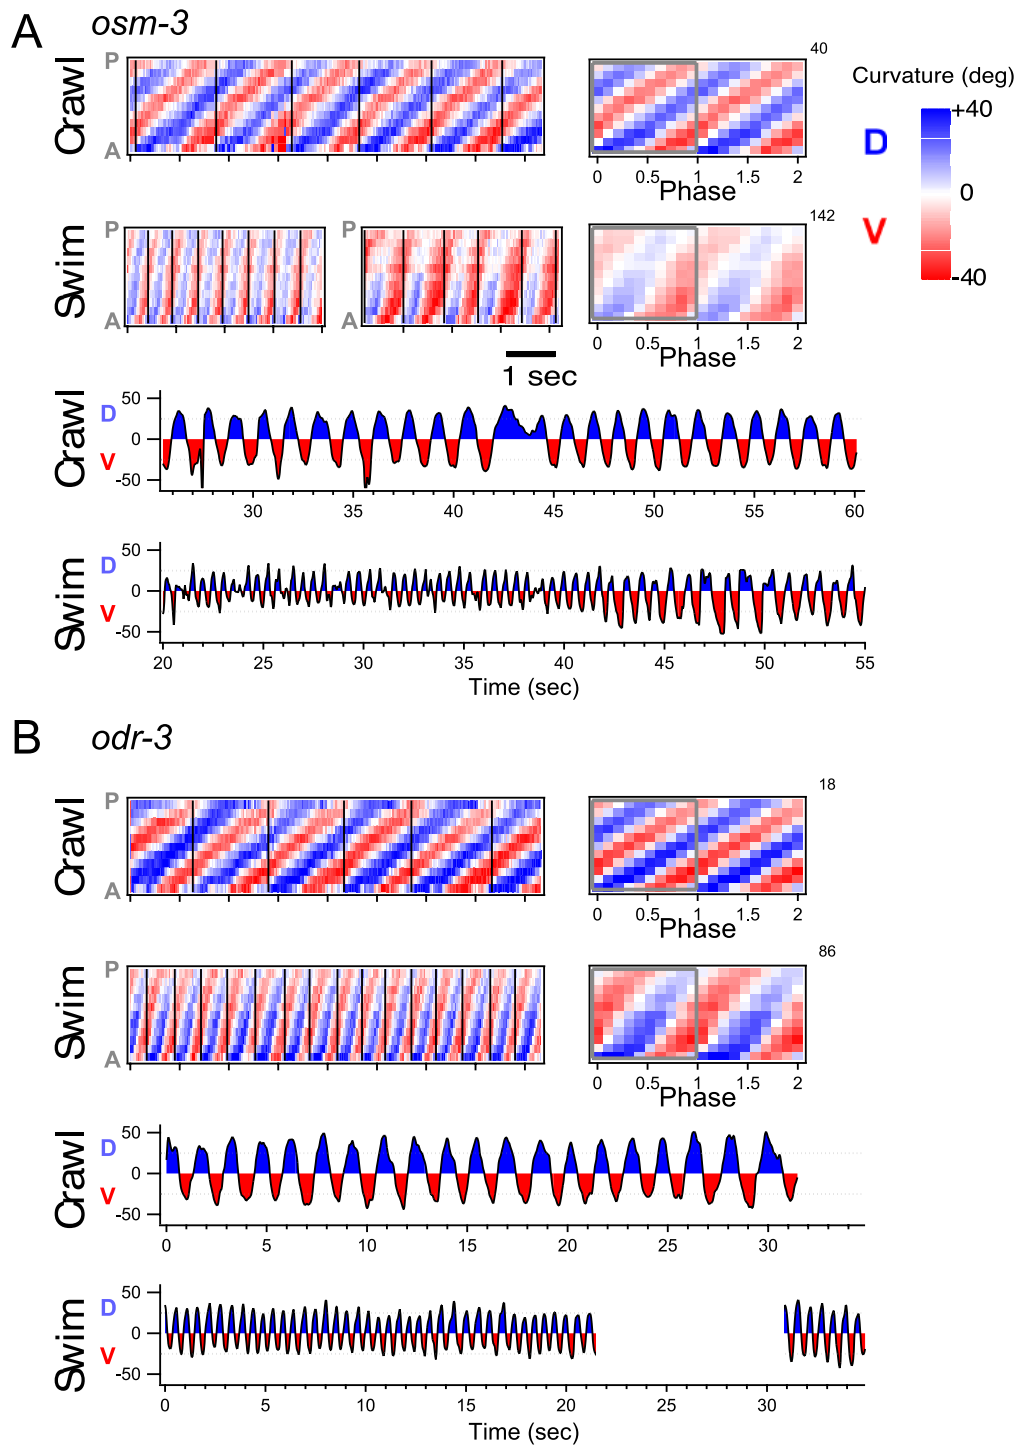 A osm-3
Crawl P A
40
0 0.5 1 1.5 2
Phase
Curvature (deg)
D +40
0
V -40
Swim P A P A
142
0 0.5 1 1.5 2
Phase
1 sec
Crawl D V 50 0 -50
30 35 40 45 50 55 60
Swim D V 50 0 -50
20 25 30 35 40 45 50 55
Time (sec)
B odr-3
Crawl P A
18
0 0.5 1 1.5 2
Phase
Swim P A
86
0 0.5 1 1.5 2
Phase
Crawl D V 50 0 -50
0 5 10 15 20 25 30
Swim D V 50 0 -50
0 5 10 15 20 25 30
Time (sec)